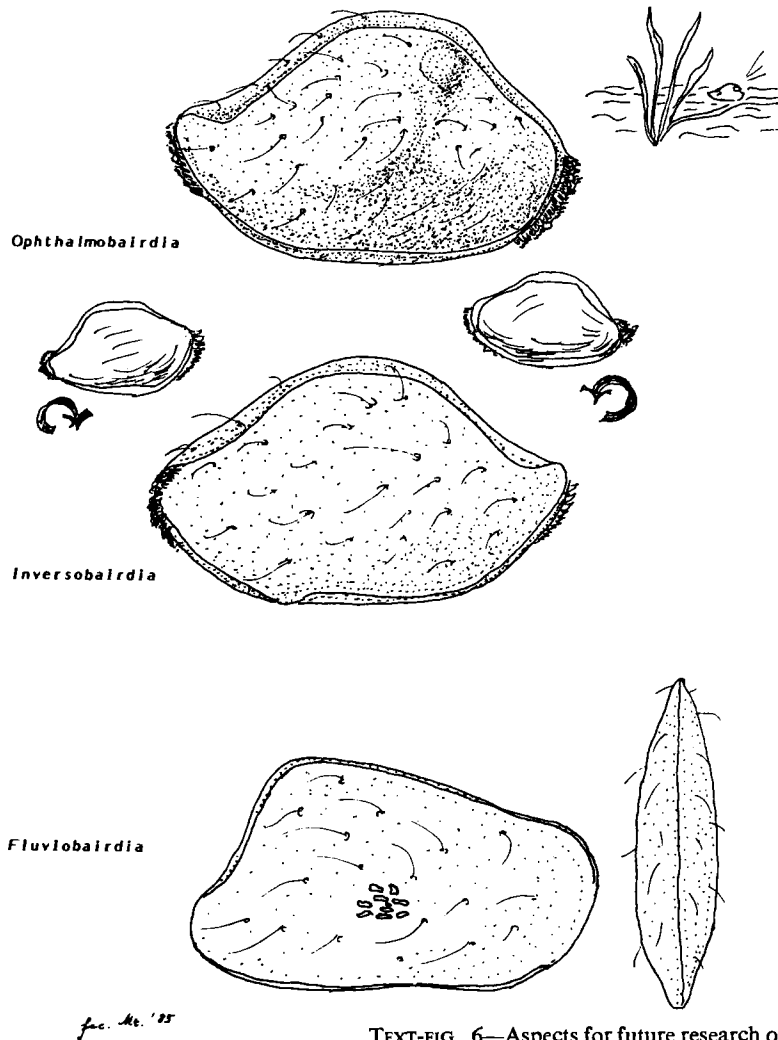 Ophthalmobairdia
Inversobairdia
Fluviobairdia
fec. Mt. '85
TEXT-FIG. 6—Aspects for future research o